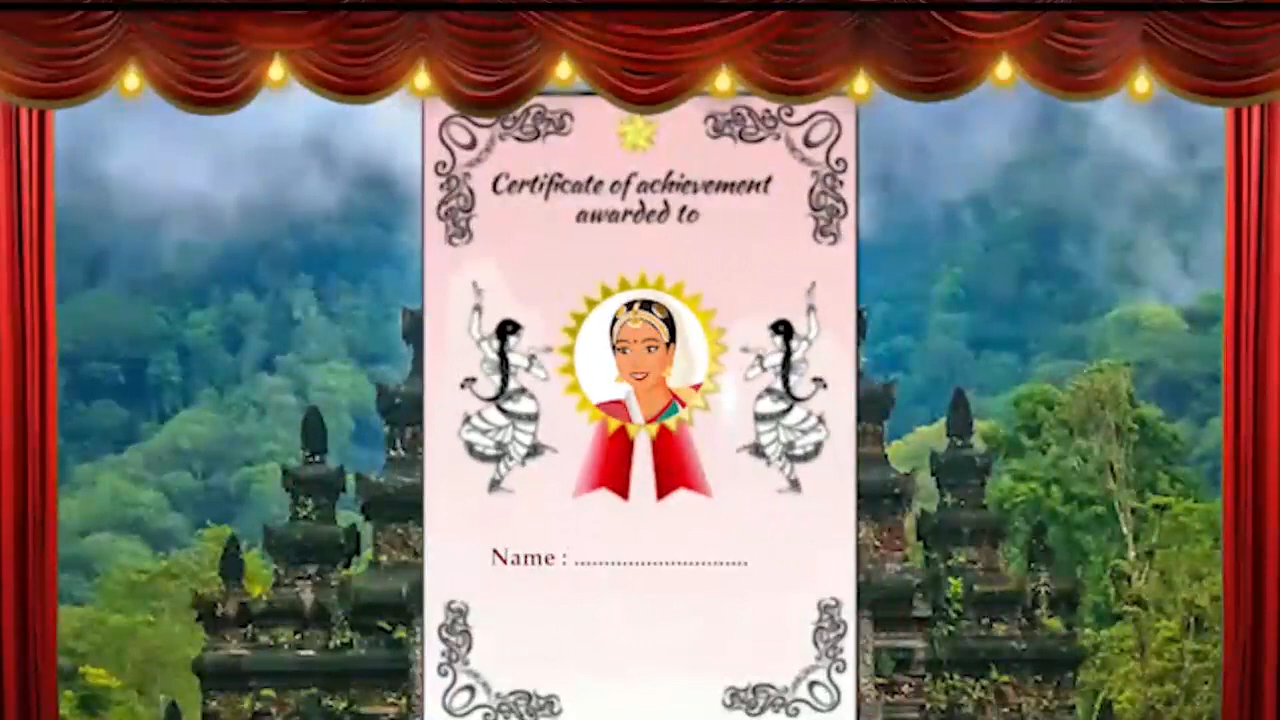 Certificate of achievement
awarded to
Name : ..............................